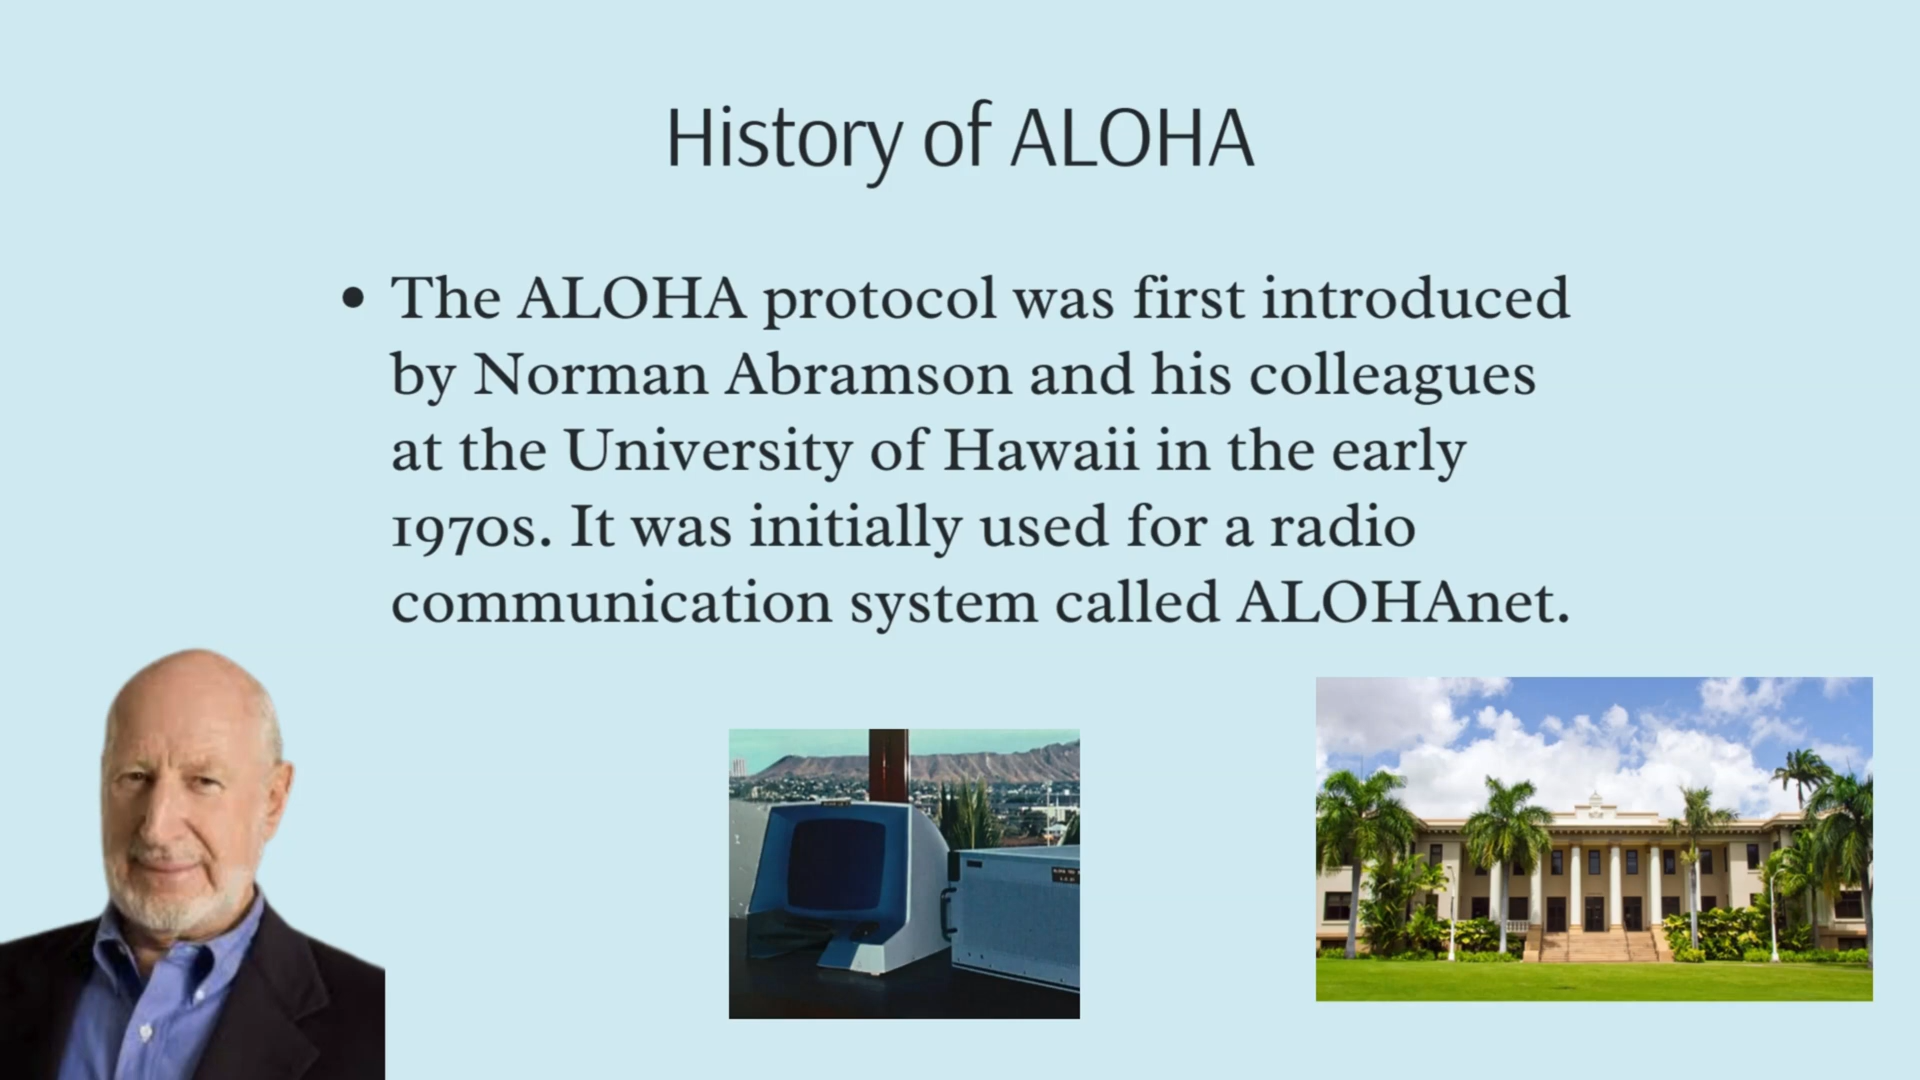 History of ALOHA
• The ALOHA protocol was first introduced
by Norman Abramson and his colleagues
at the University of Hawaii in the early
1970s. It was initially used for a radio
communication system called ALOHAnet.